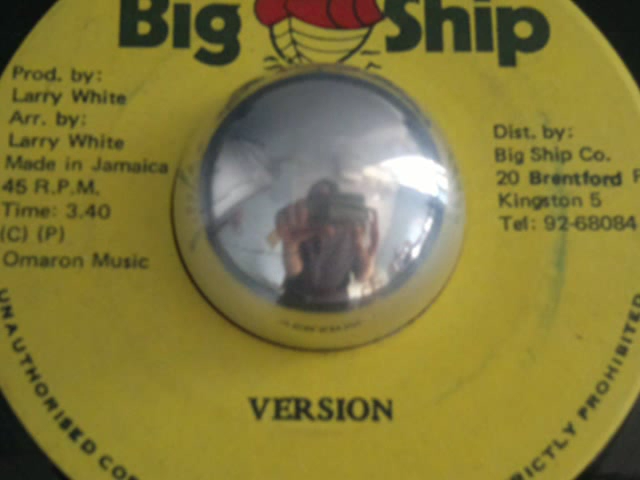 Big Ship
Prod. by:
Larry White
Arr. by:
Larry White
Made in Jamaica
45 R.P.M.
Time: 3.40
(C) (P)
Omaron Music
Dist. by:
Big Ship Co.
20 Brentford
Kingston 5
Tel: 92-68084
VERSION
UNAUTHORISED
PROHIBITED